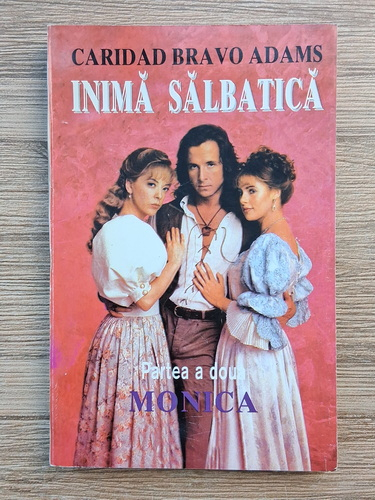 CARIDAD BRAVO ADAMS
INIMĂ SĂLBATICĂ
Partea a doua
MONICA